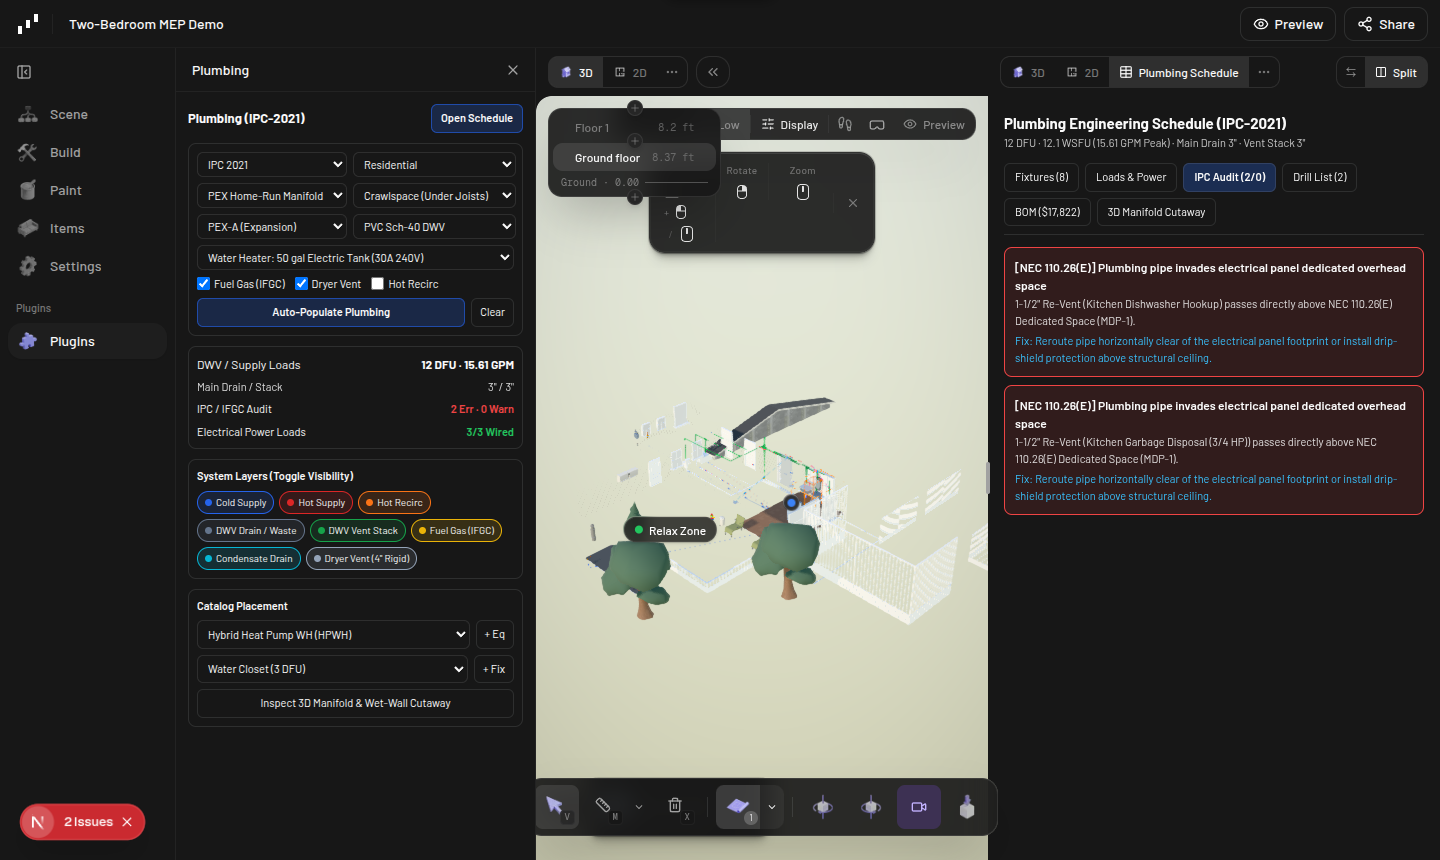 Two-Bedroom MEP Demo
Preview
Share
Scene
Build
Paint
Items
Settings
Plugins
Plugins
2 Issues
Plumbing
Plumbing (IPC-2021)
Open Schedule
IPC 2021
Residential
PEX Home-Run Manifold
Crawlspace (Under Joists)
PEX-A (Expansion)
PVC Sch-40 DWV
Water Heater: 50 gal Electric Tank (30A 240V)
Fuel Gas (IFGC)
Dryer Vent
Hot Recirc
Auto-Populate Plumbing
Clear
DWV / Supply Loads
12 DFU · 15.61 GPM
Main Drain / Stack
3" / 3"
IPC / IFGC Audit
2 Err · 0 Warn
Electrical Power Loads
3/3 Wired
System Layers (Toggle Visibility)
Cold Supply
Hot Supply
Hot Recirc
DWV Drain / Waste
DWV Vent Stack
Fuel Gas (IFGC)
Condensate Drain
Dryer Vent (4" Rigid)
Catalog Placement
Hybrid Heat Pump WH (HPWH)
+ Eq
Water Closet (3 DFU)
+ Fix
Inspect 3D Manifold & Wet-Wall Cutaway
3D
2D
Floor 1
8.2 ft
Ground floor
8.37 ft
Ground · 0.00
Low
Display
Preview
Rotate
Zoom
+
/
Relax Zone
V
M
X
1
3D
2D
Plumbing Schedule
Split
Plumbing Engineering Schedule (IPC-2021)
12 DFU · 12.1 WSFU (15.61 GPM Peak) · Main Drain 3" · Vent Stack 3"
Fixtures (8)
Loads & Power
IPC Audit (2/0)
Drill List (2)
BOM ($17,822)
3D Manifold Cutaway
[NEC 110.26(E)] Plumbing pipe invades electrical panel dedicated overhead
space
1-1/2" Re-Vent (Kitchen Dishwasher Hookup) passes directly above NEC 110.26(E)
Dedicated Space (MDP-1).
Fix: Reroute pipe horizontally clear of the electrical panel footprint or install drip-
shield protection above structural ceiling.
[NEC 110.26(E)] Plumbing pipe invades electrical panel dedicated overhead
space
1-1/2" Re-Vent (Kitchen Garbage Disposal (3/4 HP)) passes directly above NEC
110.26(E) Dedicated Space (MDP-1).
Fix: Reroute pipe horizontally clear of the electrical panel footprint or install drip-
shield protection above structural ceiling.